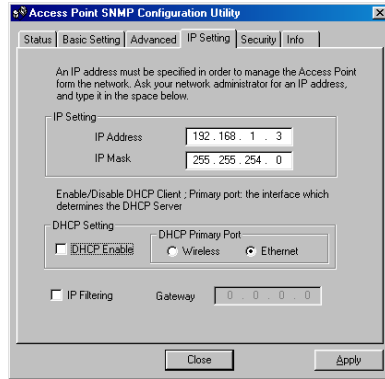 Access Point SNMP Configuration Utility
Status Basic Setting Advanced IP Setting Security Info
An IP address must be specified in order to manage the Access Point
form the network. Ask your network administrator for an IP address,
and type it in the space below.
IP Setting
IP Address 192 . 168 . 1 . 3
IP Mask 255 . 255 . 254 . 0
Enable/Disable DHCP Client ; Primary port: the interface which
determines the DHCP Server
DHCP Setting
DHCP Primary Port
DHCP Enable
Wireless
Ethernet
IP Filtering
Gateway 0 . 0 . 0 . 0
Close
Apply